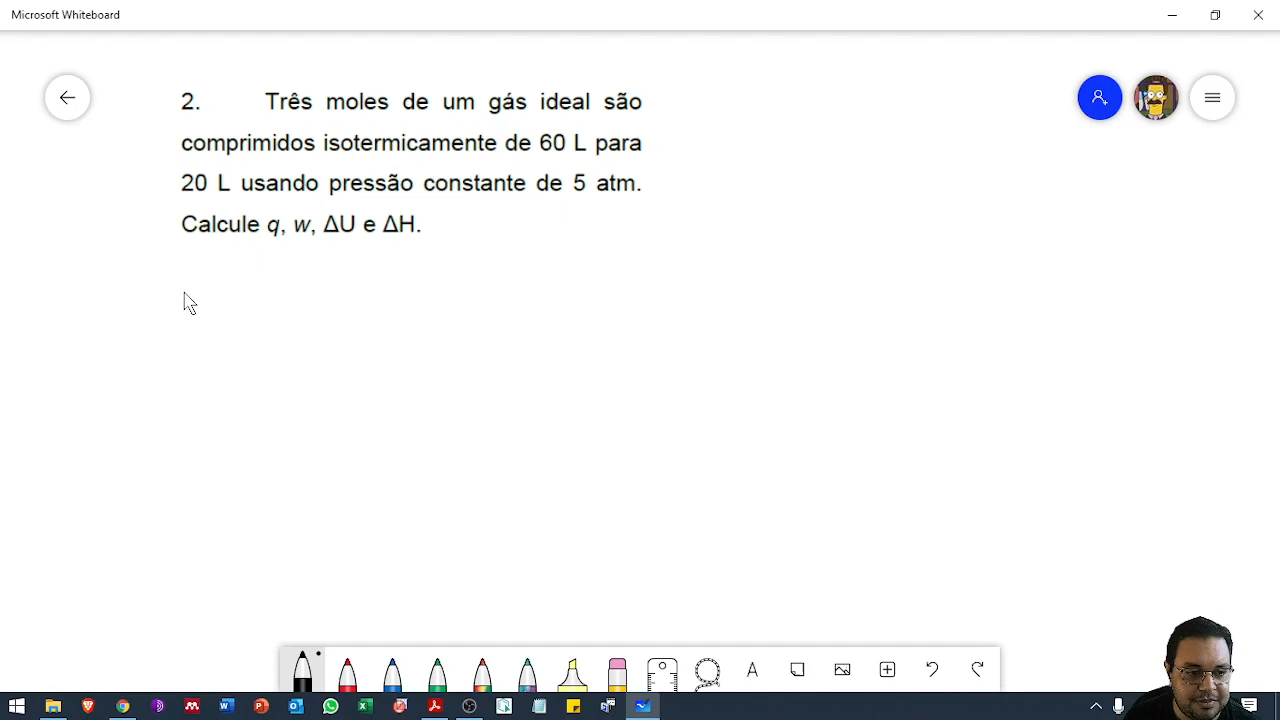 Microsoft Whiteboard
2. Três moles de um gás ideal são
comprimidos isotermicamente de 60 L para
20 L usando pressão constante de 5 atm.
Calcule q, w, ΔU e ΔH.